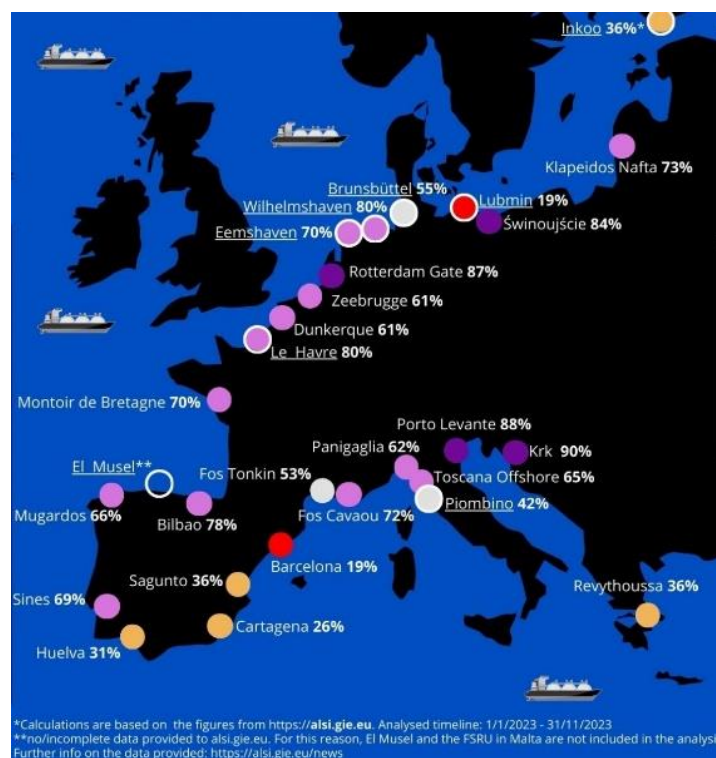 Inkoo 36%*
Klapeidos Nafta 73%
Brunsbüttel 55%
Wilhelmshaven 80%
Lubmin 19%
Eemshaven 70%
Świnoujście 84%
Rotterdam Gate 87%
Zeebrugge 61%
Dunkerque 61%
Le Havre 80%
Montoir de Bretagne 70%
Porto Levante 88%
Panigaglia 62%
Krk 90%
El Musel**
Fos Tonkin 53%
Toscana Offshore 65%
Piombino 42%
Mugardos 66%
Bilbao 78%
Fos Cavaou 72%
Barcelona 19%
Sagunto 36%
Revythoussa 36%
Sines 69%
Cartagena 26%
Huelva 31%
*Calculations are based on the figures from https://alsi.gie.eu. Analysed timeline: 1/1/2023 - 31/11/2023
**no/incomplete data provided to alsi.gie.eu. For this reason, El Musel and the FSRU in Malta are not included in the analysi
Further info on the data provided: https://alsi.gie.eu/news